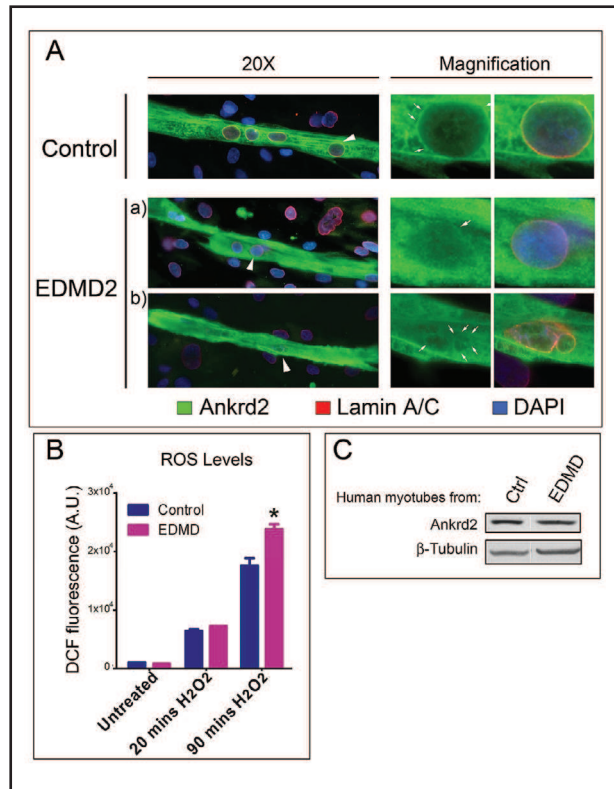 A
20X
Magnification
Control
EDMD2
a)
b)
Ankrd2
Lamin A/C
DAPI
B
ROS Levels
DCF fluorescence (A.U.)
3x10⁴
2x10⁴
1x10⁴
0
Control
EDMD
*
Untreated
20 mins H2O2
90 mins H2O2
C
Human myotubes from:
Ctrl
EDMD
Ankrd2
β-Tubulin